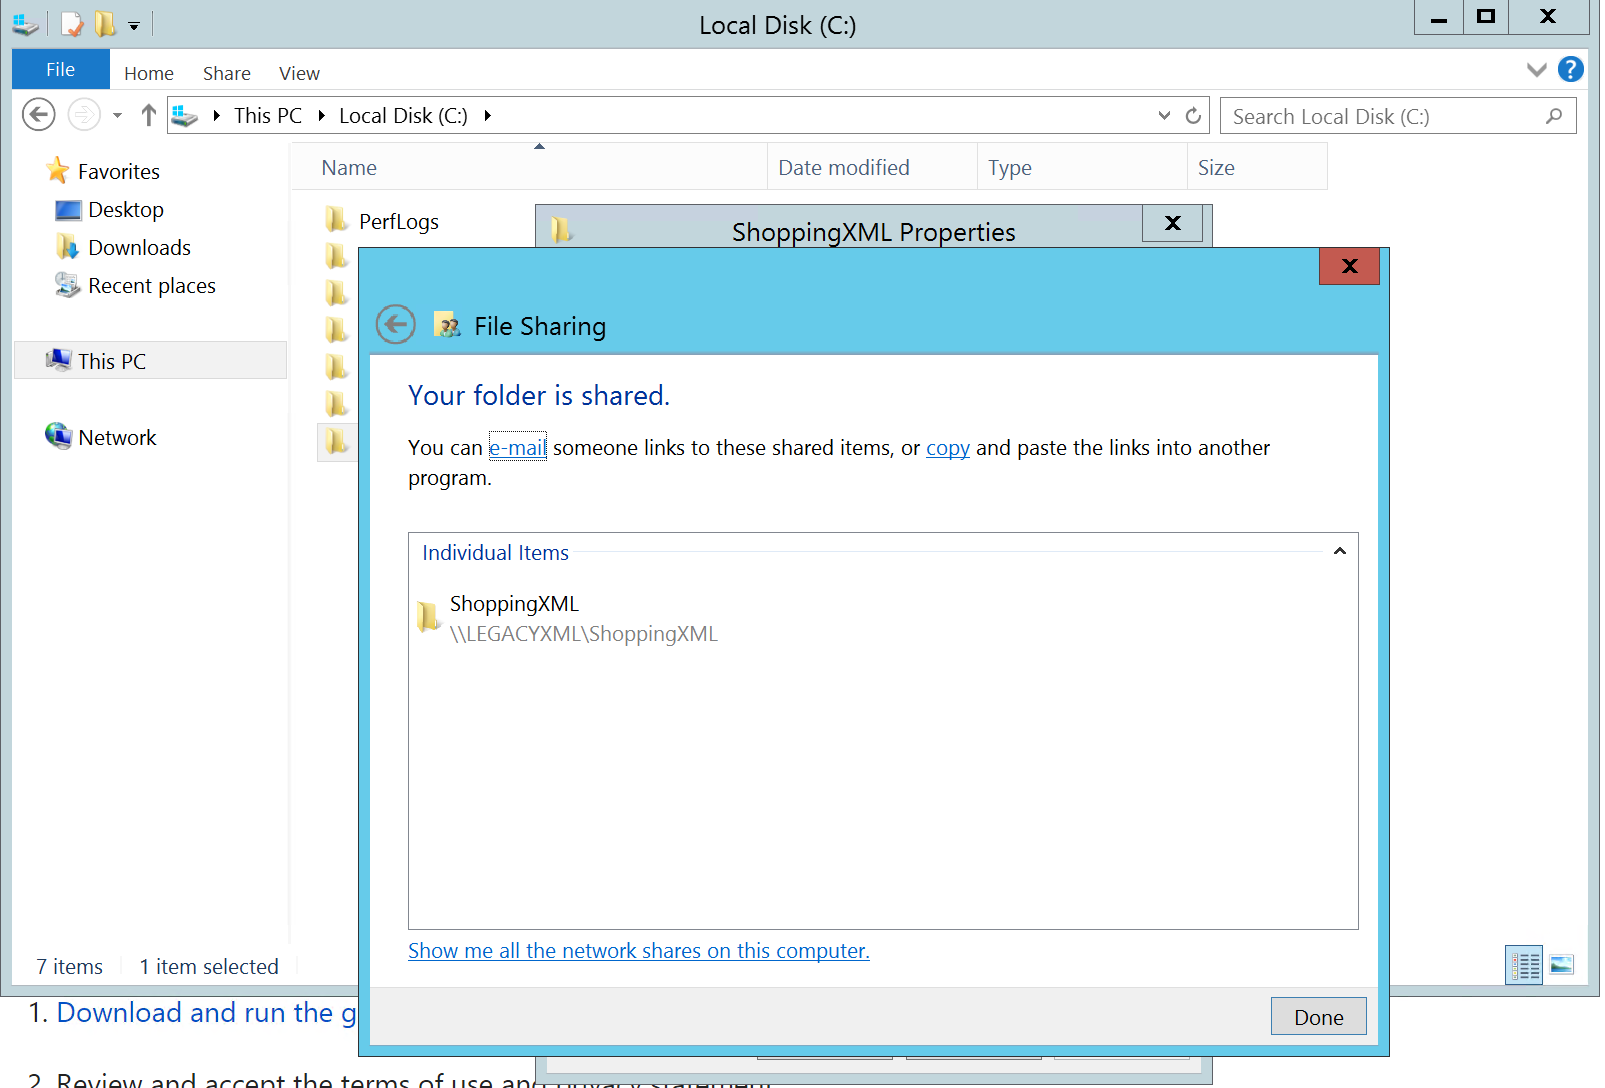 Local Disk (C:)
File Home Share View
This PC Local Disk (C:) Search Local Disk (C:)
Favorites
Desktop
Downloads
Recent places
This PC
Network
Name Date modified Type Size
PerfLogs
ShoppingXML Properties
File Sharing
Your folder is shared.
You can e-mail someone links to these shared items, or copy and paste the links into another
program.
Individual Items
ShoppingXML
\\LEGACYXML\ShoppingXML
Show me all the network shares on this computer.
Done
7 items 1 item selected
1. Download and run the g
2. Review and accept the terms of use and privacy statement